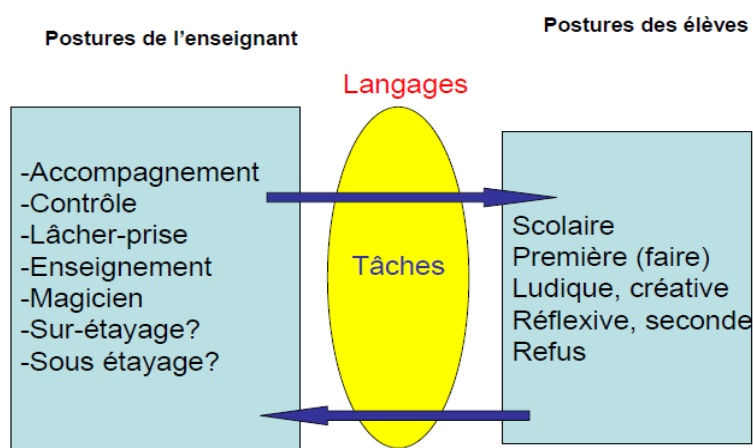 Postures de l'enseignant
Postures des élèves
Langages
-Accompagnement
-Contrôle
-Lâcher-prise
-Enseignement
-Magicien
-Sur-étayage?
-Sous étayage?
Tâches
Scolaire
Première (faire)
Ludique, créative
Réflexive, seconde
Refus